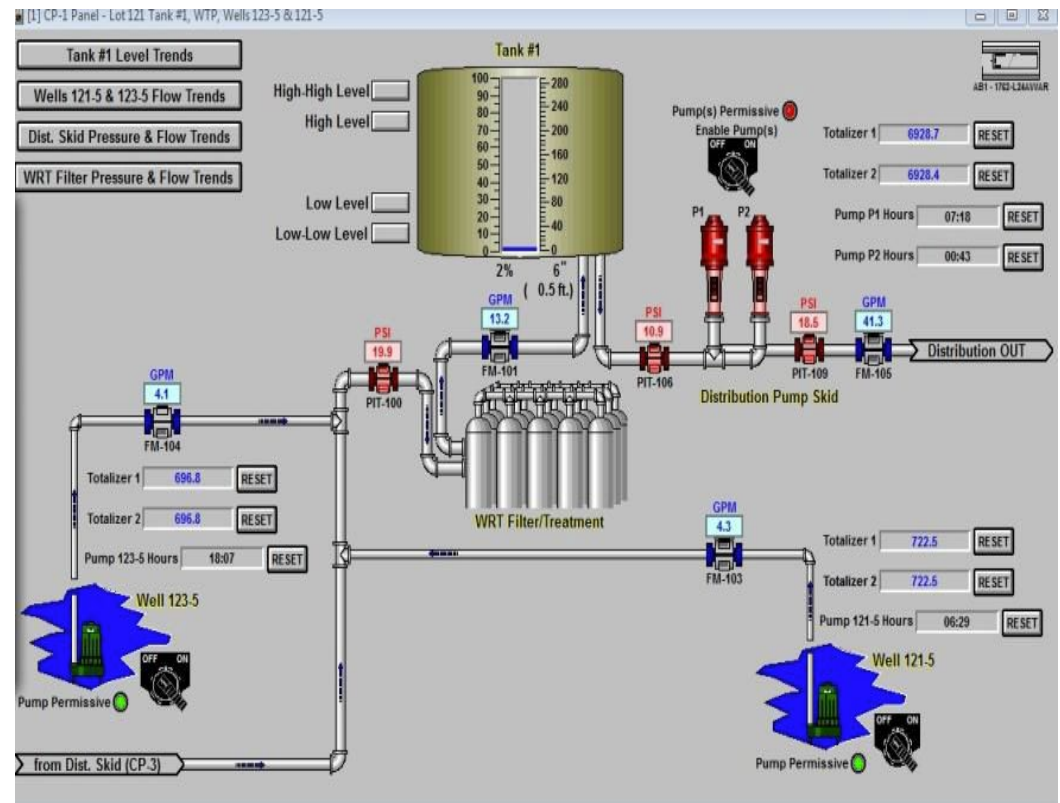 [1] CP-1 Panel - Lot 121 Tank #1, WTP, Wells 123-5 & 121-5
Tank #1 Level Trends
Wells 121-5 & 123-5 Flow Trends
Dist. Skid Pressure & Flow Trends
WRT Filter Pressure & Flow Trends
Tank #1
High-High Level
High Level
Low Level
Low-Low Level
100
90
80
70
60
50
40
30
20
10
0
280
240
200
160
120
80
40
0
2%
6"
( 0.5 ft.)
Pump(s) Permissive
Enable Pump(s)
OFF ON
P1
P2
AB1 - 1762-L24AWAR
Totalizer 1 6928.7 RESET
Totalizer 2 6928.4 RESET
Pump P1 Hours 07:18 RESET
Pump P2 Hours 00:43 RESET
GPM
13.2
FM-101
PSI
19.9
PIT-100
PSI
10.9
PIT-106
PSI
18.5
PIT-109
GPM
41.3
FM-105
Distribution OUT
Distribution Pump Skid
GPM
4.1
FM-104
Totalizer 1 696.8 RESET
Totalizer 2 696.8 RESET
Pump 123-5 Hours 18:07 RESET
WRT Filter/Treatment
GPM
4.3
FM-103
Totalizer 1 722.5 RESET
Totalizer 2 722.5 RESET
Pump 121-5 Hours 06:29 RESET
Well 123-5
OFF ON
Pump Permissive
Well 121-5
OFF ON
Pump Permissive
from Dist. Skid (CP-3)